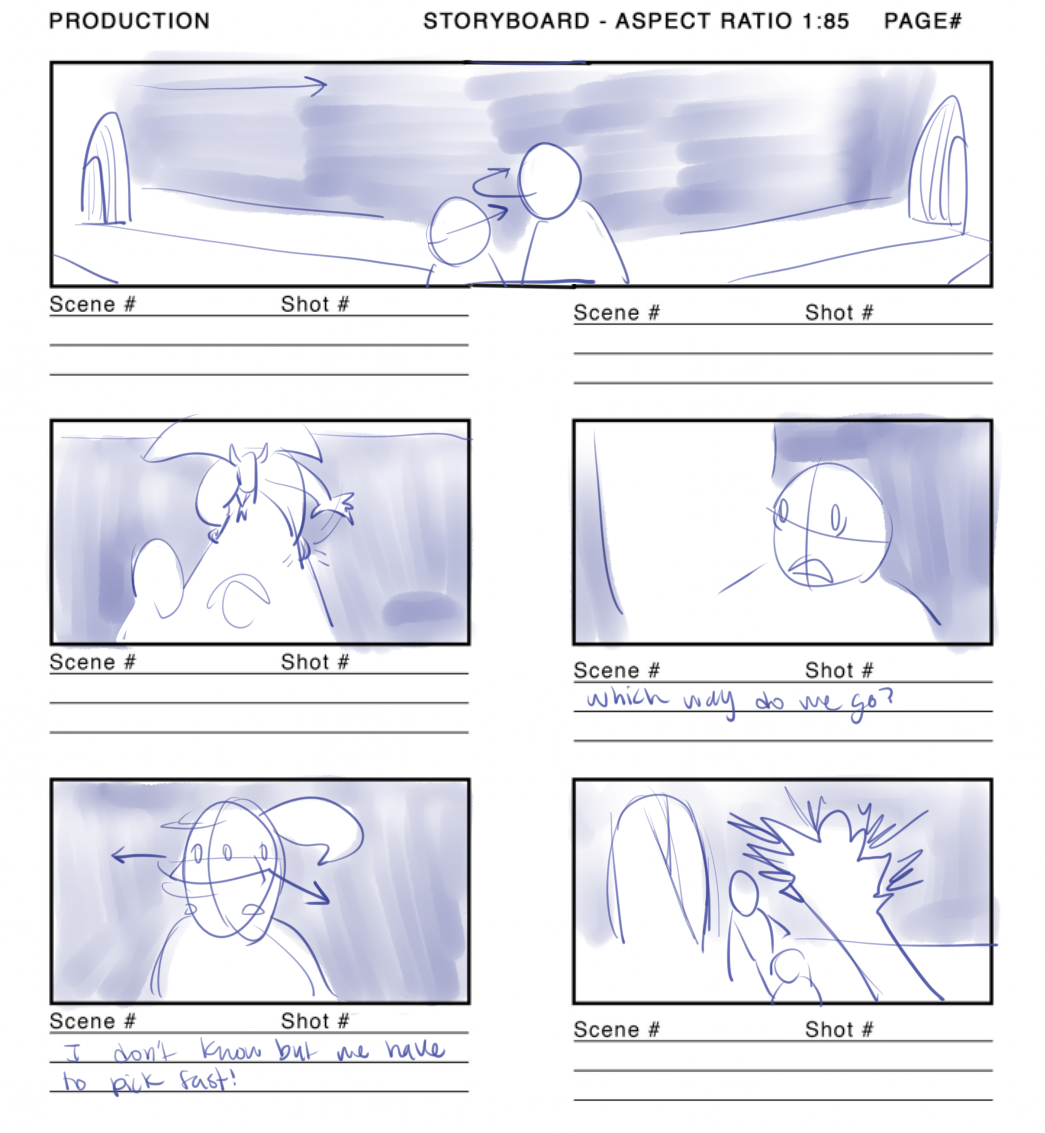 PRODUCTION STORYBOARD - ASPECT RATIO 1:85 PAGE#
Scene # Shot #
Scene # Shot #
Scene # Shot #
Scene # Shot #
which way do we go?
Scene # Shot #
I don't know but we have
to pick fast!
Scene # Shot #